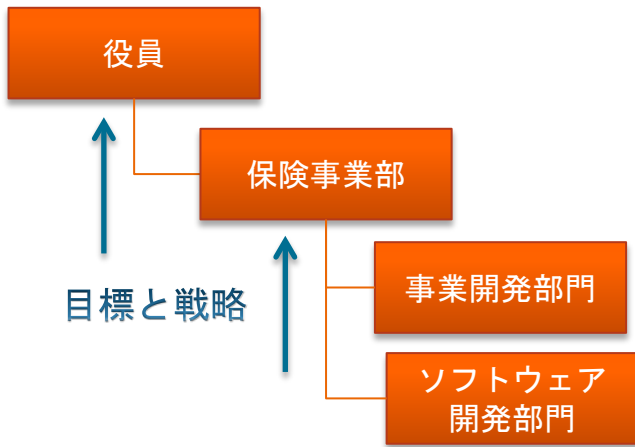 役員
保険事業部
目標と戦略
事業開発部門
ソフトウェア
開発部門